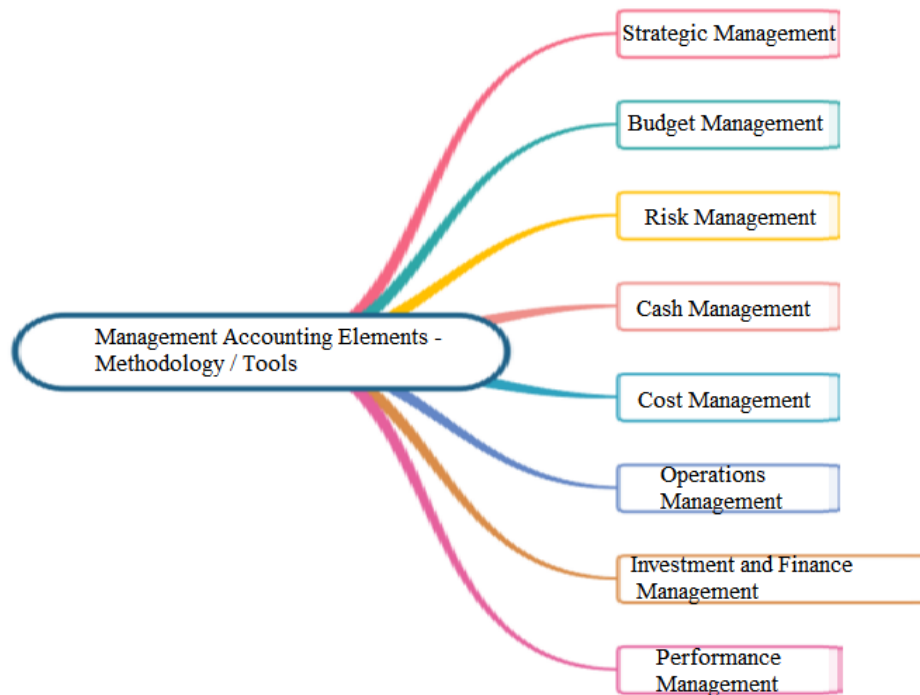 Strategic Management
Budget Management
Risk Management
Cash Management
Management Accounting Elements -
Methodology / Tools
Cost Management
Operations
Management
Investment and Finance
Management
Performance
Management